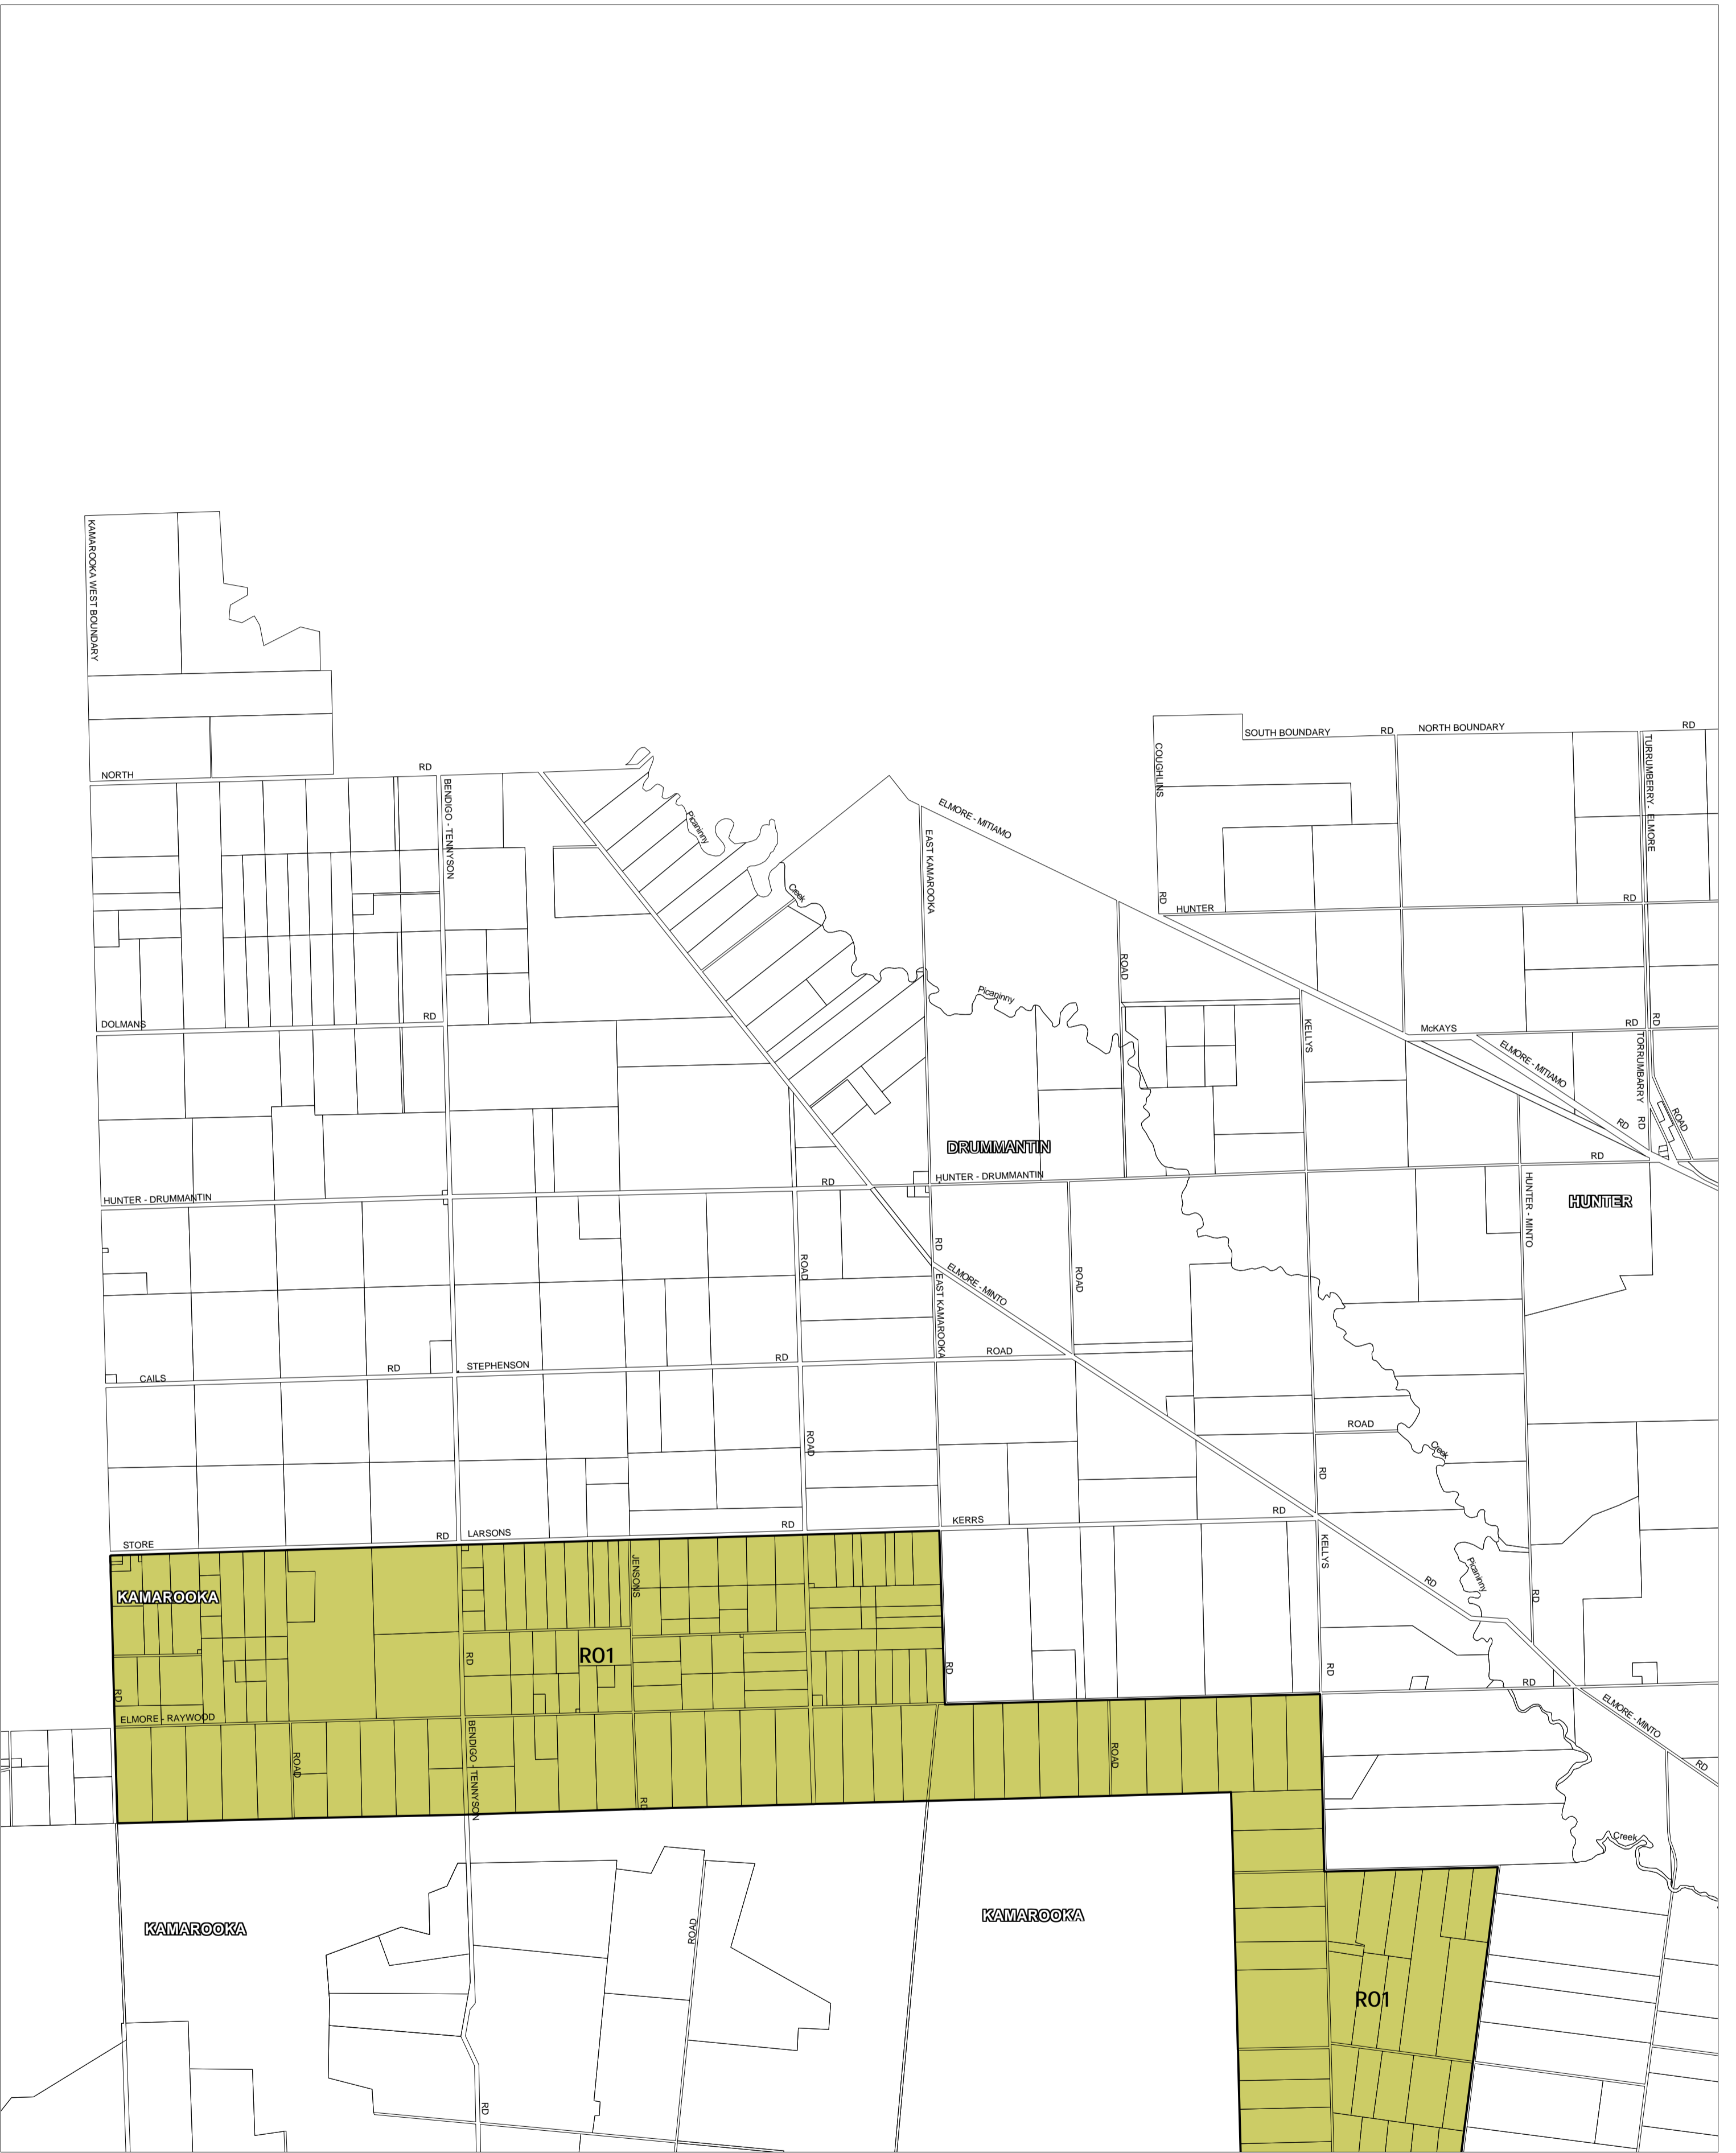 KAMAROOKA WEST BOUNDARY
NORTH
RD
BENDIGO - TENNYSON
Picaninny
Creek
ELMORE - MITIAMO
EAST KAMAROOKA
COUGHLINS
RD
SOUTH BOUNDARY
RD
NORTH BOUNDARY
RD
TURRUMBERRY - ELMORE
HUNTER
RD
ROAD
Picaninny
DOLMANS
RD
KELLYS
McKAYS
RD
RD
ELMORE - MITIAMO
RD
TORRUMBARRY
RD
ROAD
DRUMMANTIN
HUNTER - DRUMMANTIN
RD
HUNTER - DRUMMANTIN
RD
HUNTER - MINTO
HUNTER
ROAD
RD
EAST KAMAROOKA
ELMORE - MINTO
ROAD
CAILS
RD
STEPHENSON
RD
ROAD
ROAD
ROAD
Creek
RD
STORE
RD
LARSONS
RD
KERRS
RD
KELLYS
RD
Picaninny
RD
KAMAROOKA
JENSONS
R01
RD
RD
RD
RD
RD
ELMORE - RAYWOOD
BENDIGO - TENNYSON
ROAD
RD
ROAD
ELMORE - MINTO
RD
Creek
KAMAROOKA
ROAD
KAMAROOKA
R01
RD